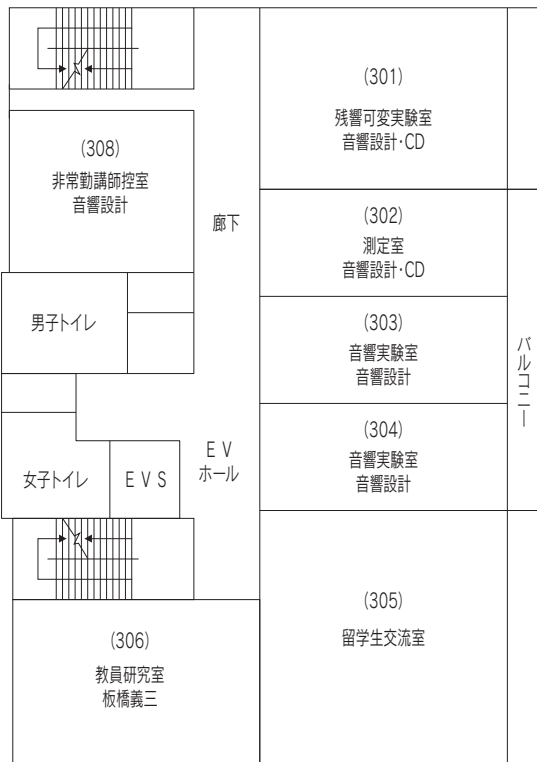 (301)
残響可変実験室
音響設計・CD
(308)
非常勤講師控室
音響設計
廊下
(302)
測定室
音響設計・CD
男子トイレ
(303)
音響実験室
音響設計
バルコニー
(304)
音響実験室
音響設計
EV
ホール
女子トイレ
EVS
(305)
留学生交流室
(306)
教員研究室
板橋義三